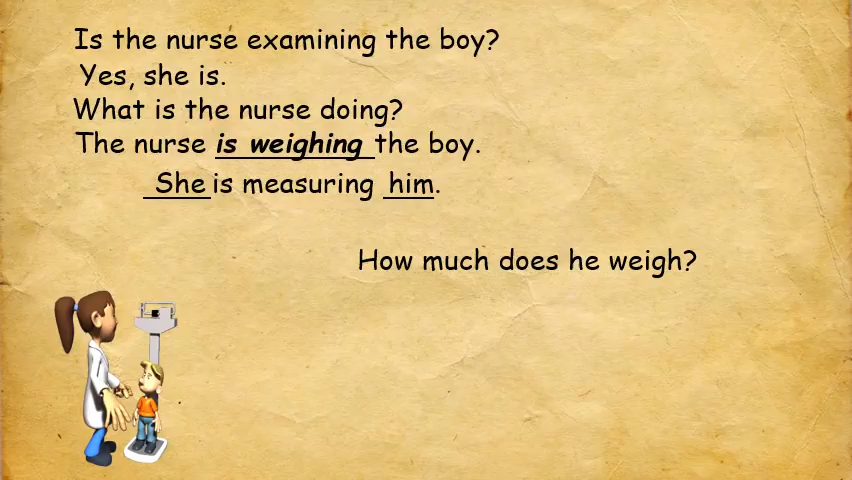 Is the nurse examining the boy?
Yes, she is.
What is the nurse doing?
The nurse is weighing the boy.
She is measuring him.
How much does he weigh?